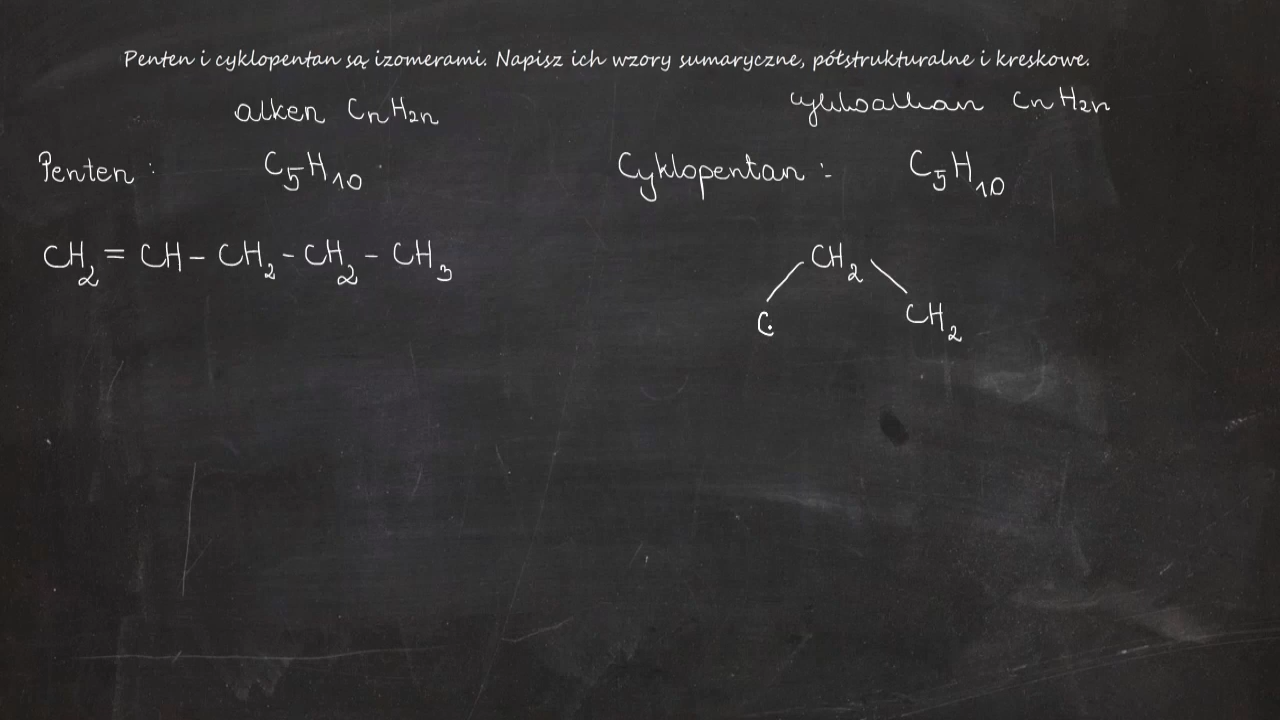 Penten i cyklopentan są izomerami. Napisz ich wzory sumaryczne, półstrukturalne i kreskowe.
alken CnH2n
cykloalkan CnH2n
Penten : C5H10
Cyklopentan : C5H10
CH2 = CH - CH2 - CH2 - CH3
CH2
C
CH2